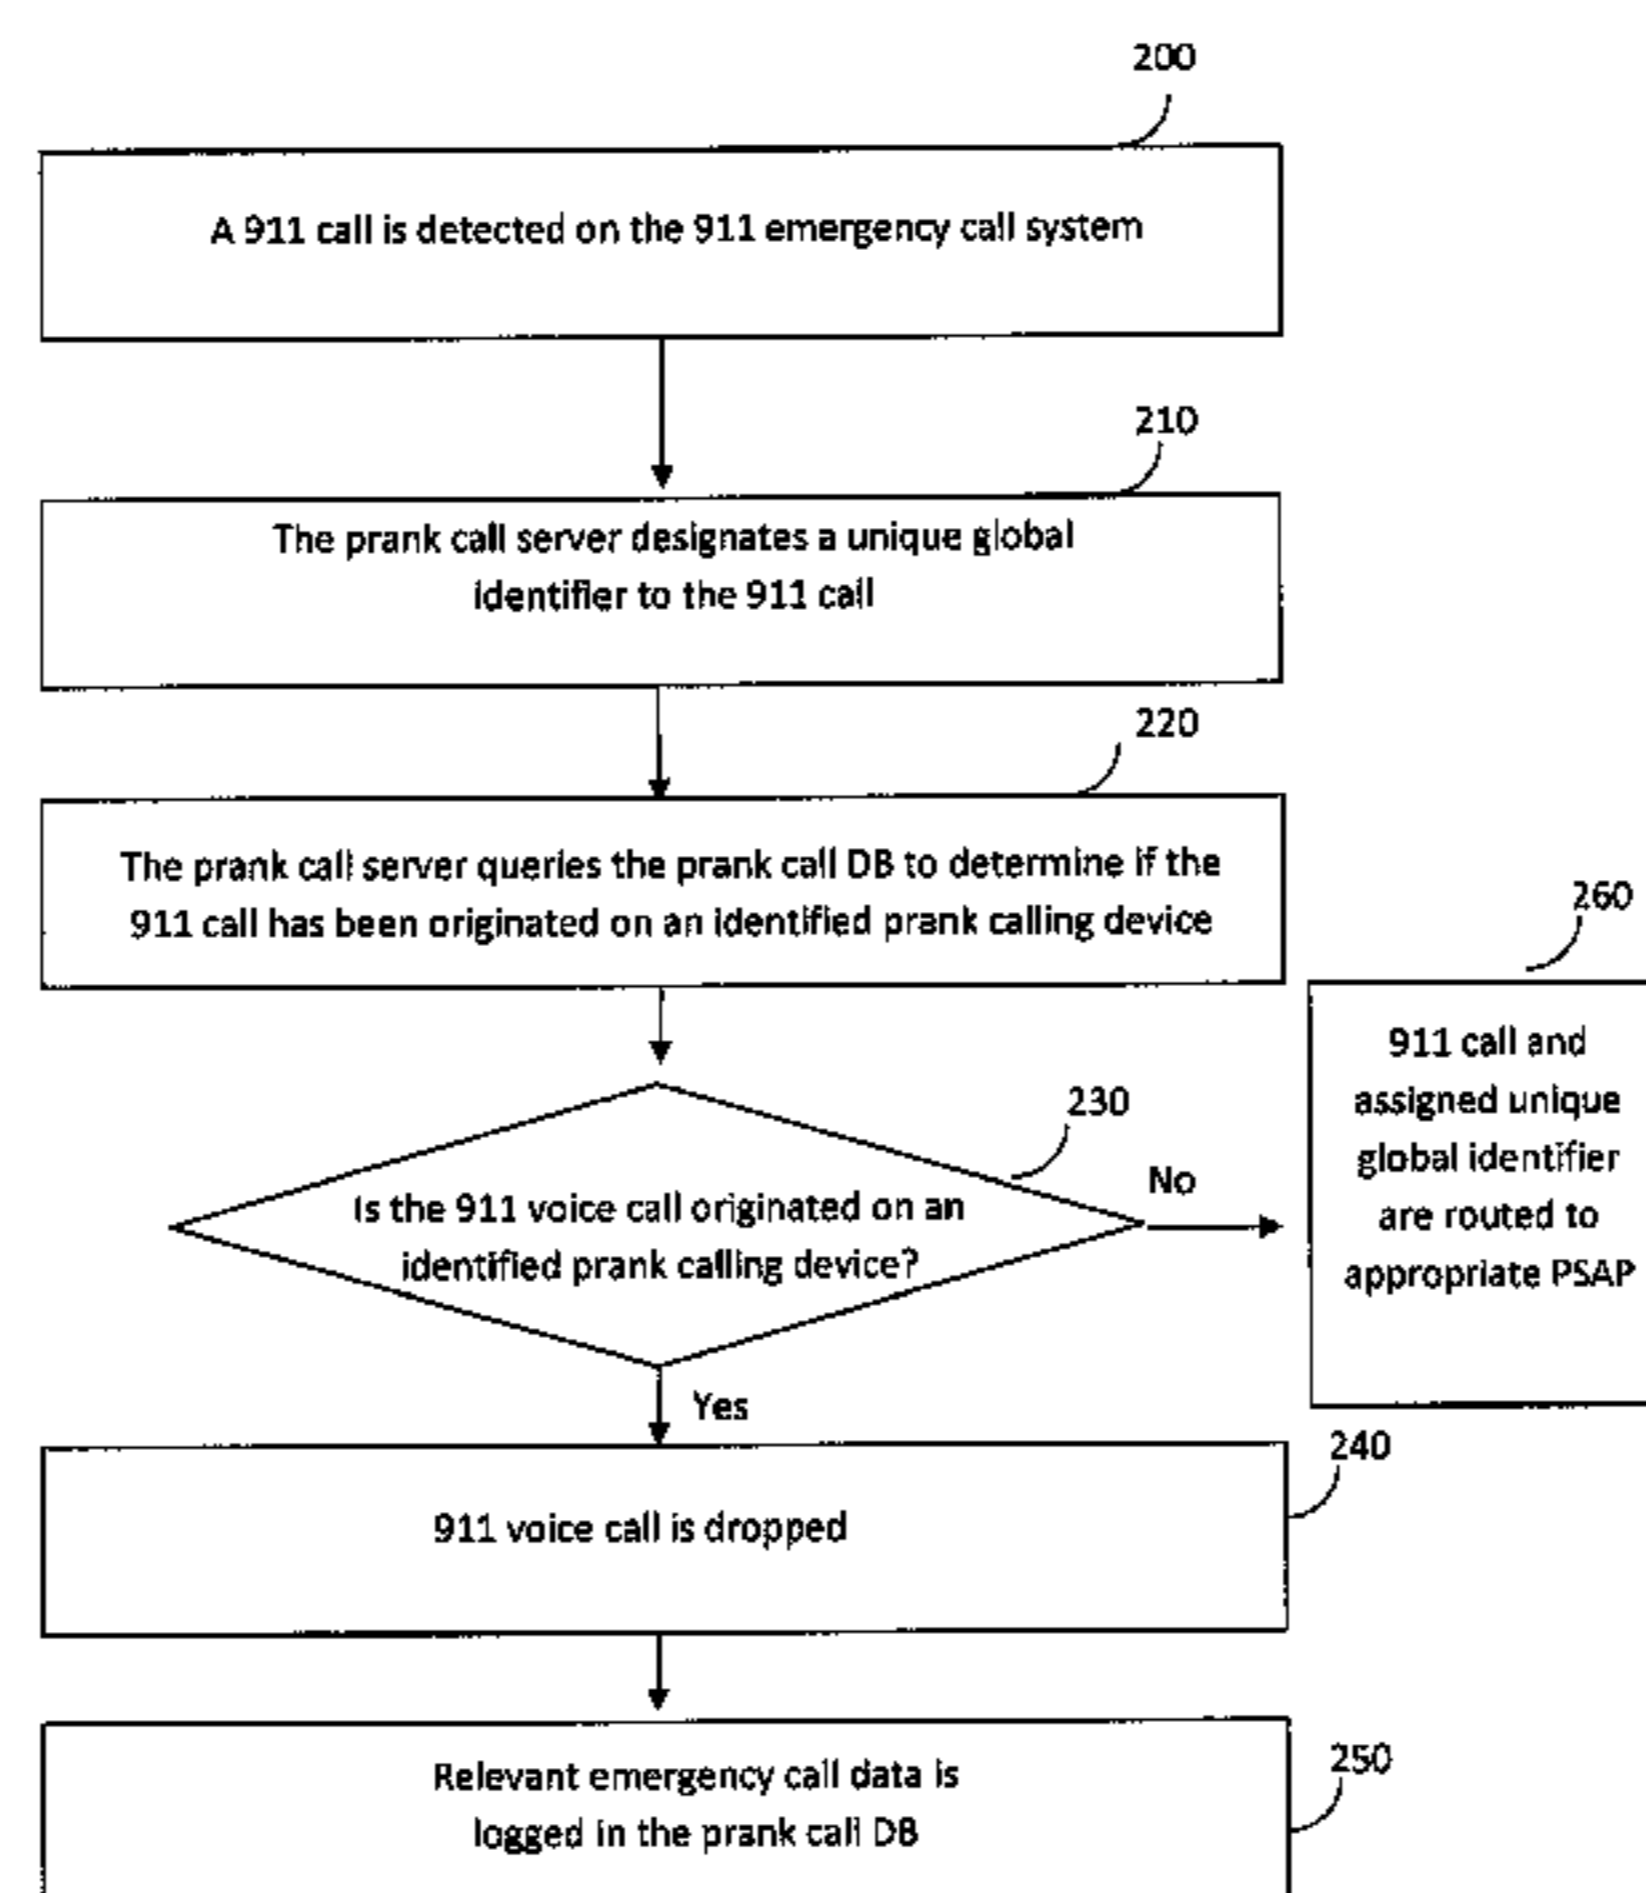 200
A 911 call is detected on the 911 emergency call system
210
The prank call server designates a unique global
identifier to the 911 call
220
The prank call server queries the prank call DB to determine if the
911 call has been originated on an identified prank calling device
230
Is the 911 voice call originated on an
identified prank calling device?
No
260
911 call and
assigned unique
global identifier
are routed to
appropriate PSAP
Yes
240
911 voice call is dropped
250
Relevant emergency call data is
logged in the prank call DB